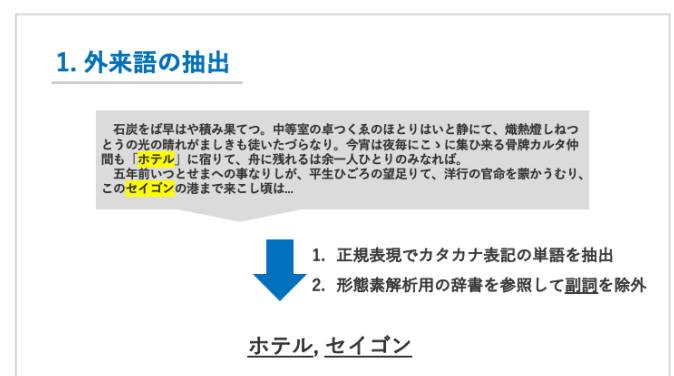 1. 外来語の抽出
石炭をば早はや積み果てつ。中等室の卓つくゑのほとりはいと静にて、熾熱燈しねつ
とうの光の晴れがましきも徒いたづらなり。今宵は夜毎にこゝに集ひ来る骨牌カルタ仲
間も「ホテル」に宿りて、舟に残れるは余一人ひとりのみなれば。
五年前いつとせまへの事なりしが、平生ひごろの望足りて、洋行の官命を蒙かうむり、
このセイゴンの港まで来こし頃は...
1. 正規表現でカタカナ表記の単語を抽出
2. 形態素解析用の辞書を参照して副詞を除外
ホテル, セイゴン